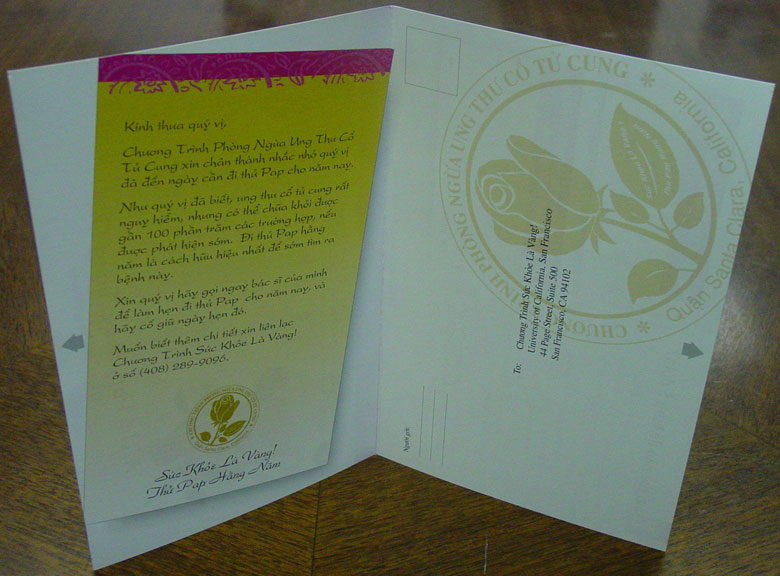 Kính thưa quý vị,
Chương Trình Phòng Ngừa Ung Thư Cổ
Tử Cung xin chân thành nhắc nhở quý vị
đã đến ngày cần đi thử Pap cho năm nay.
Như quý vị đã biết, ung thư cổ tử cung rất
nguy hiểm, nhưng có thể chữa khỏi được
gần 100 phần trăm các trường hợp, nếu
được phát hiện sớm. Đi thử Pap hằng
năm là cách hữu hiệu nhất để sớm tìm ra
bệnh này.
Xin quý vị hãy gọi ngay bác sĩ của mình
để làm hẹn đi thử Pap cho năm nay, và
hãy cố giữ ngày hẹn đó.
Muốn biết thêm chi tiết xin liên lạc
Chương Trình Sức Khỏe Là Vàng!
ở số (408) 289-9096.
Sức Khỏe Là Vàng!
Thử Pap Hằng Năm
CHƯƠNG TRÌNH PHÒNG NGỪA UNG THƯ CỔ TỬ CUNG
Quận Santa Clara, California
To: Chương Trình Sức Khỏe Là Vàng!
University of California, San Francisco
44 Page Street, Suite 500
San Francisco, CA 94102
Người gửi: